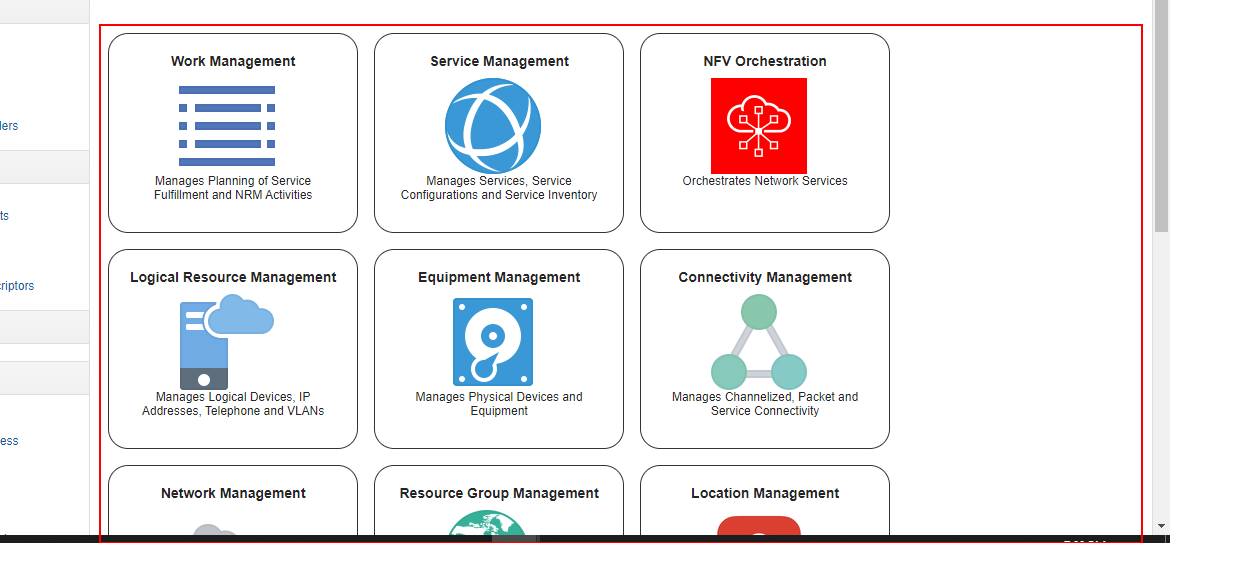 Work Management
Service Management
NFV Orchestration
Manages Planning of Service
Fulfillment and NRM Activities
Manages Services, Service
Configurations and Service Inventory
Orchestrates Network Services
Logical Resource Management
Equipment Management
Connectivity Management
Manages Logical Devices, IP
Addresses, Telephone and VLANs
Manages Physical Devices and
Equipment
Manages Channelized, Packet and
Service Connectivity
Network Management
Resource Group Management
Location Management
ders
ts
criptors
ess